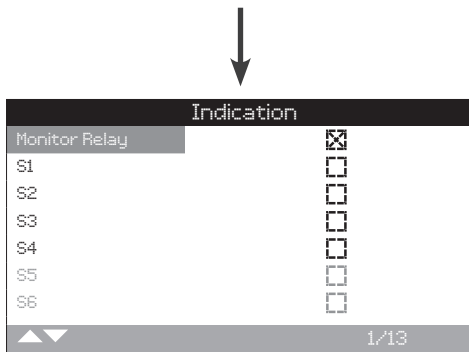 Indication
Monitor Relay
S1
S2
S3
S4
S5
S6
1/13